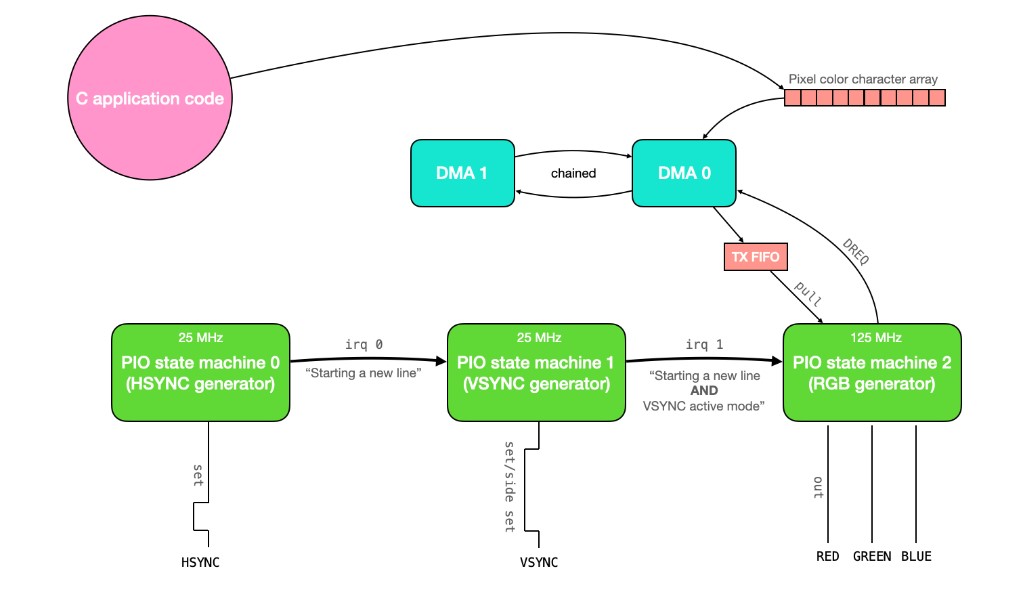 C application code
Pixel color character array
DMA 1
chained
DMA 0
DREQ
TX FIFO
pull
25 MHz
PIO state machine 0
(HSYNC generator)
irq 0
“Starting a new line”
25 MHz
PIO state machine 1
(VSYNC generator)
irq 1
“Starting a new line
AND
VSYNC active mode”
125 MHz
PIO state machine 2
(RGB generator)
set
set/side set
out
HSYNC
VSYNC
RED
GREEN
BLUE